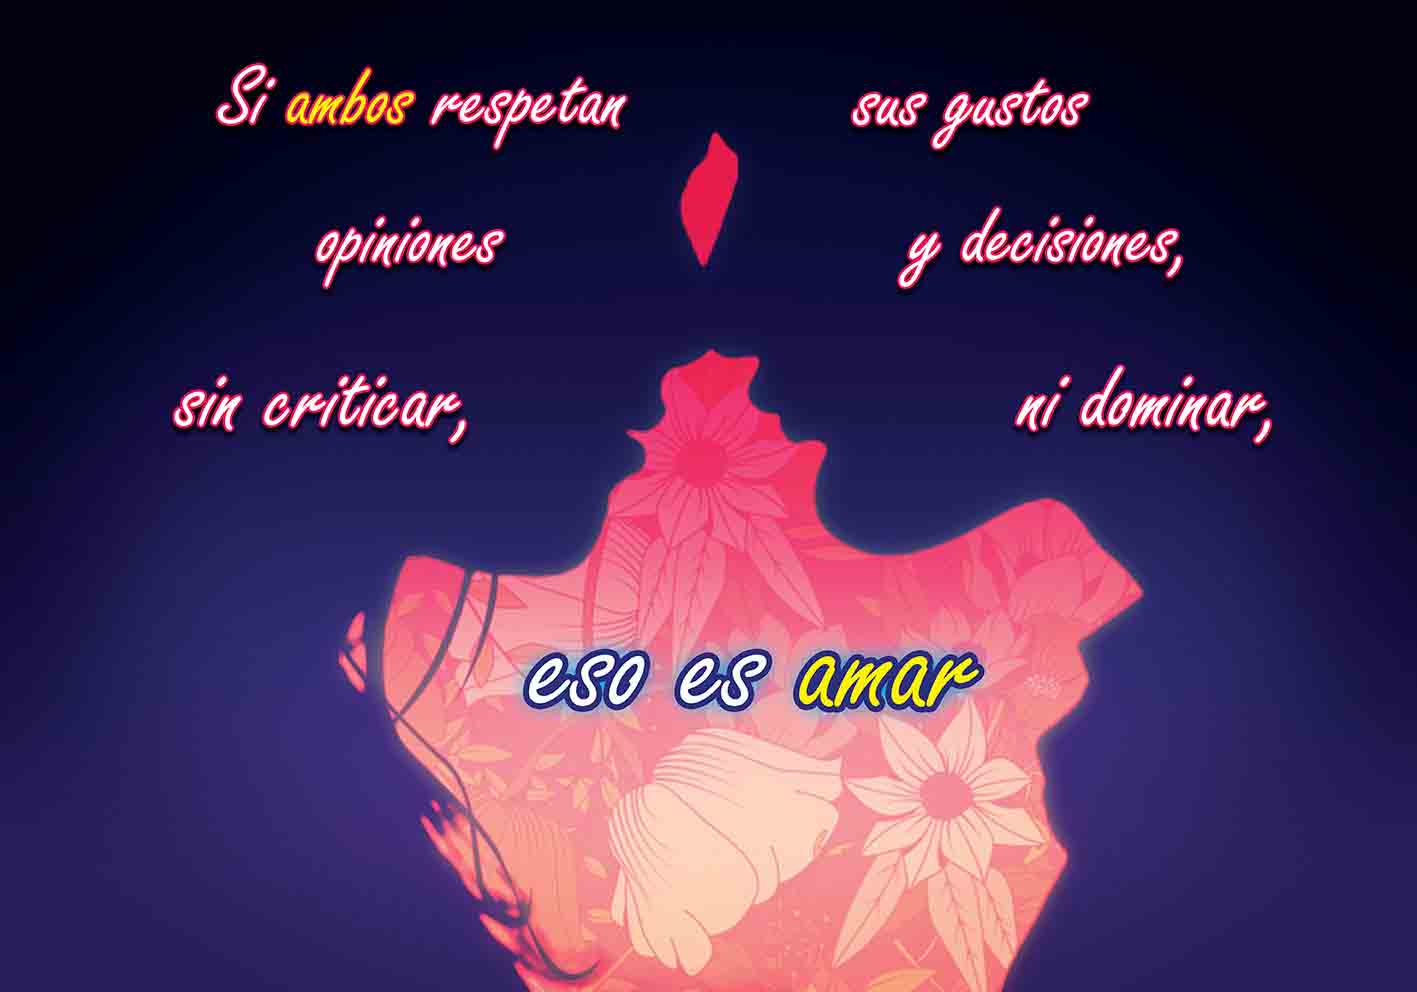 Si ambos respetan sus gustos
opiniones y decisiones,
sin criticar, ni dominar,
eso es amar